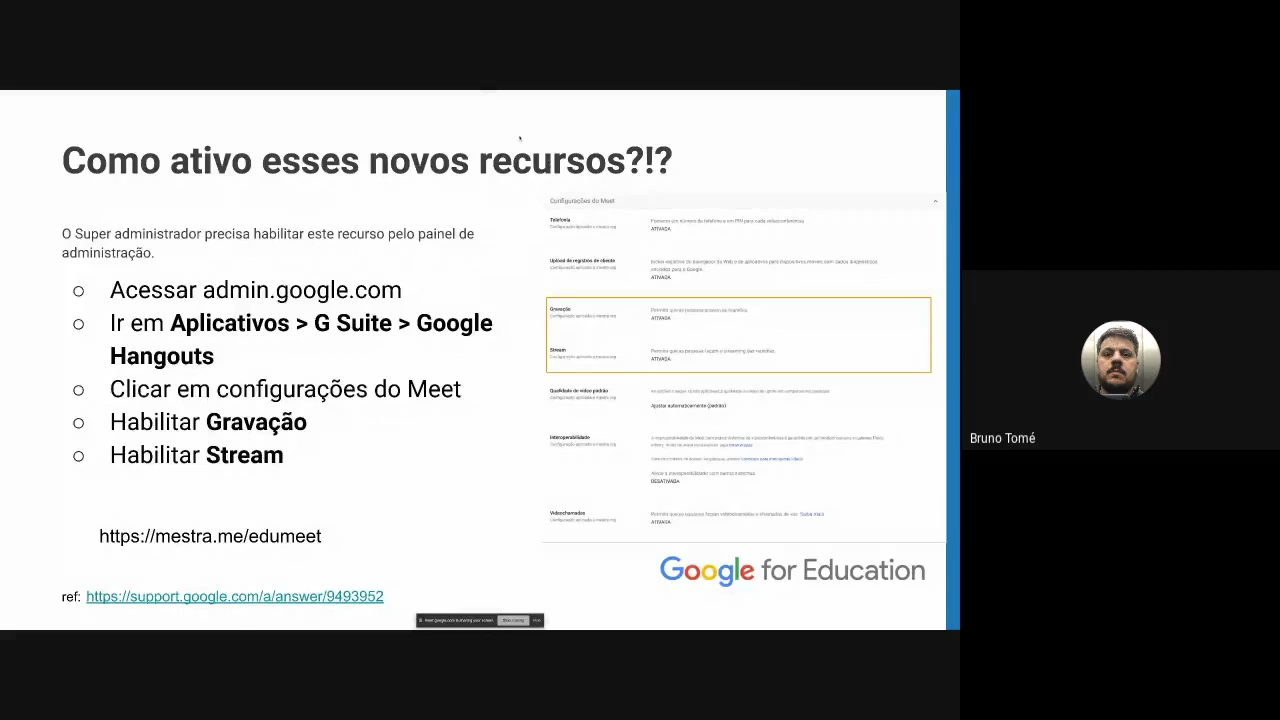 Como ativo esses novos recursos?!?
O Super administrador precisa habilitar este recurso pelo painel de
administração.
○ Acessar admin.google.com
○ Ir em Aplicativos > G Suite > Google
Hangouts
○ Clicar em configurações do Meet
○ Habilitar Gravação
○ Habilitar Stream
https://mestra.me/edumeet
ref: https://support.google.com/a/answer/9493952
Configurações do Meet
Telefonia
ATIVADA
Upload de registros de cliente
ATIVADA
Gravação
ATIVADA
Stream
ATIVADA
Qualidade de vídeo padrão
Ajustar automaticamente (padrão)
Interoperabilidade
DESATIVADA
Videochamadas
ATIVADA
Google for Education
Bruno Tomé